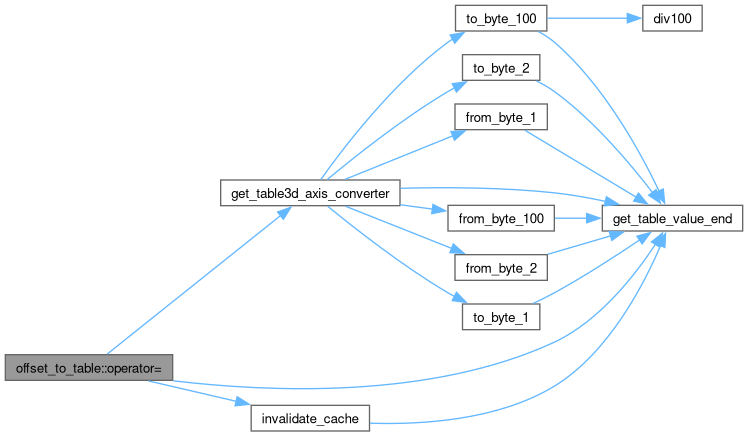 to_byte_100
div100
to_byte_2
from_byte_1
get_table3d_axis_converter
from_byte_100
get_table_value_end
from_byte_2
to_byte_1
offset_to_table::operator=
invalidate_cache